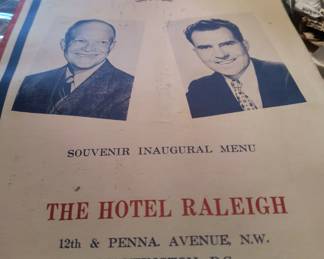 SOUVENIR INAUGURAL MENU
THE HOTEL RALEIGH
12th & PENNA. AVENUE, N.W.